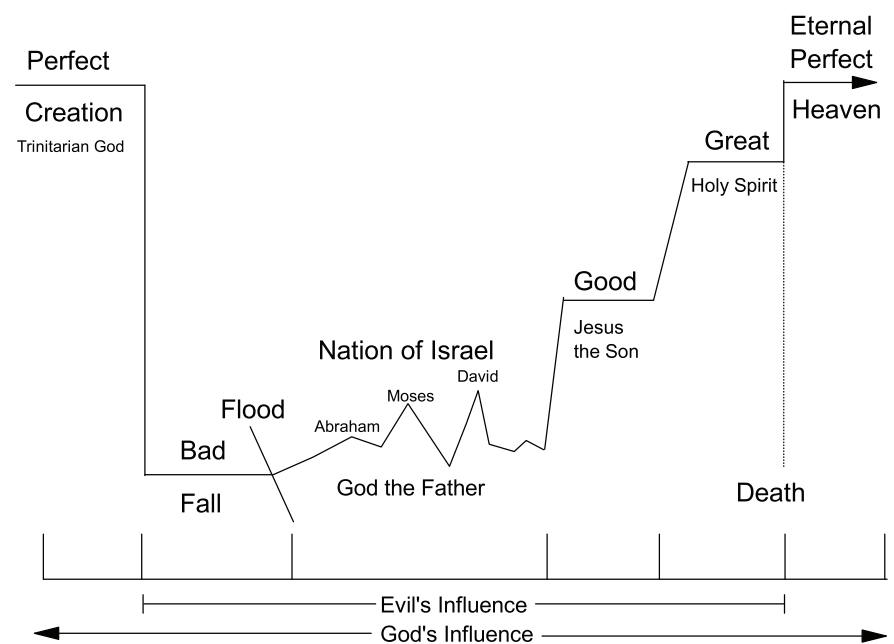 Perfect
Creation
Trinitarian God
Eternal
Perfect
Heaven
Great
Holy Spirit
Good
Jesus
the Son
Nation of Israel
David
Moses
Abraham
Flood
Bad
Fall
God the Father
Death
Evil's Influence
God's Influence